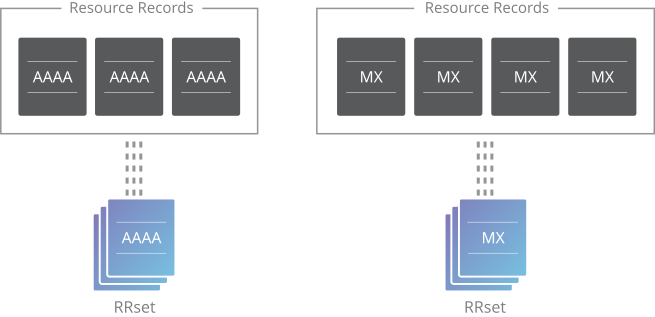 Resource Records
AAAA AAAA AAAA
AAAA
RRset
Resource Records
MX MX MX MX
MX
RRset